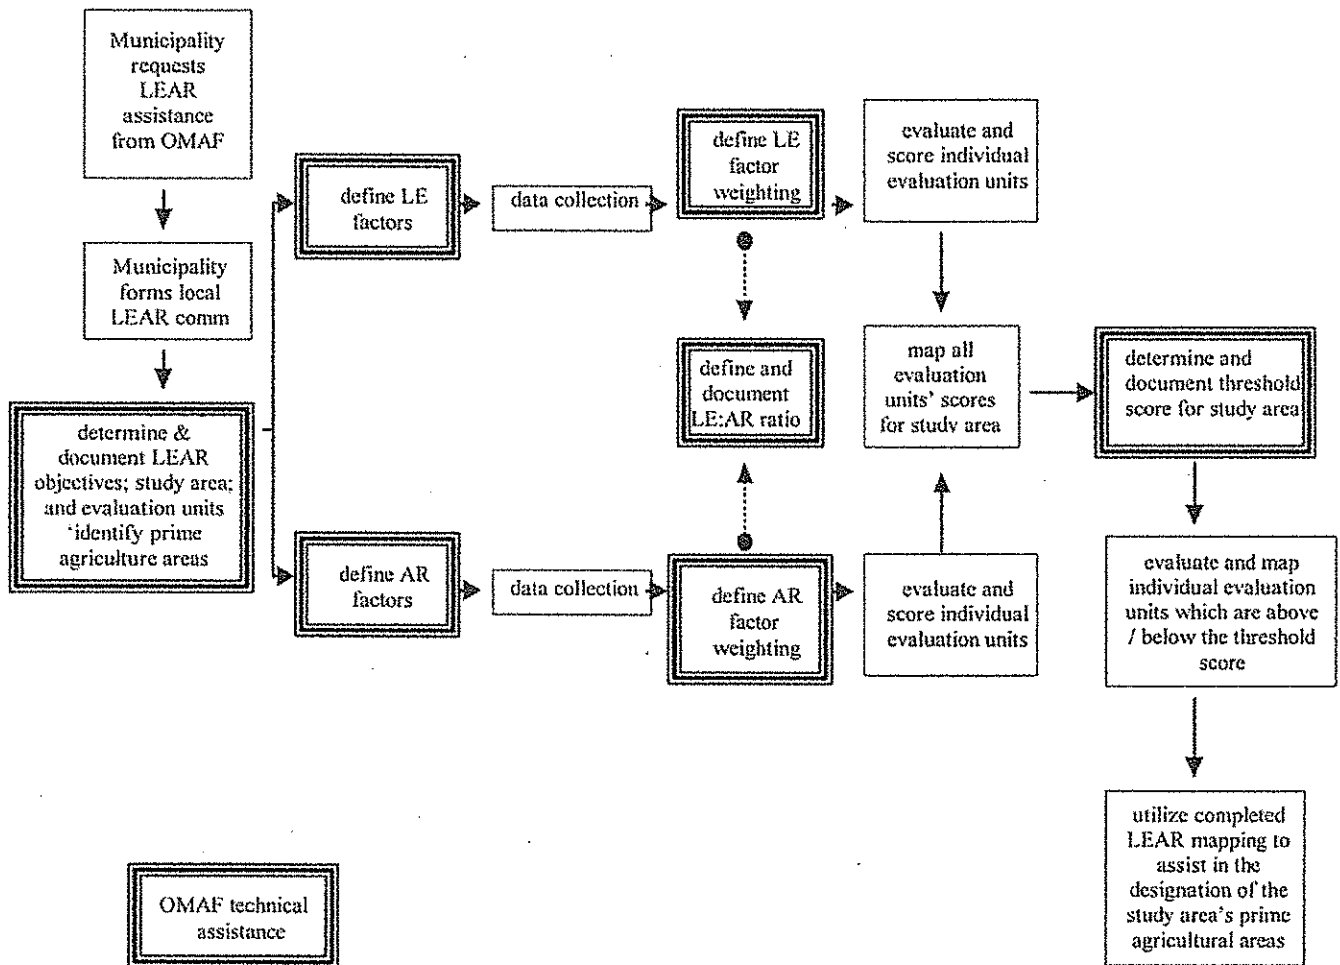 Municipality
requests
LEAR
assistance
from OMAF
Municipality
forms local
LEAR comm
determine &
document LEAR
objectives; study area;
and evaluation units
‘identify prime
agriculture areas
define LE
factors
data collection
define LE
factor
weighting
evaluate and
score individual
evaluation units
define and
document
LE:AR ratio
map all
evaluation
units’ scores
for study area
determine and
document threshold
score for study area
define AR
factors
data collection
define AR
factor
weighting
evaluate and
score individual
evaluation units
evaluate and map
individual evaluation
units which are above
/ below the threshold
score
utilize completed
LEAR mapping to
assist in the
designation of the
study area’s prime
agricultural areas
OMAF technical
assistance